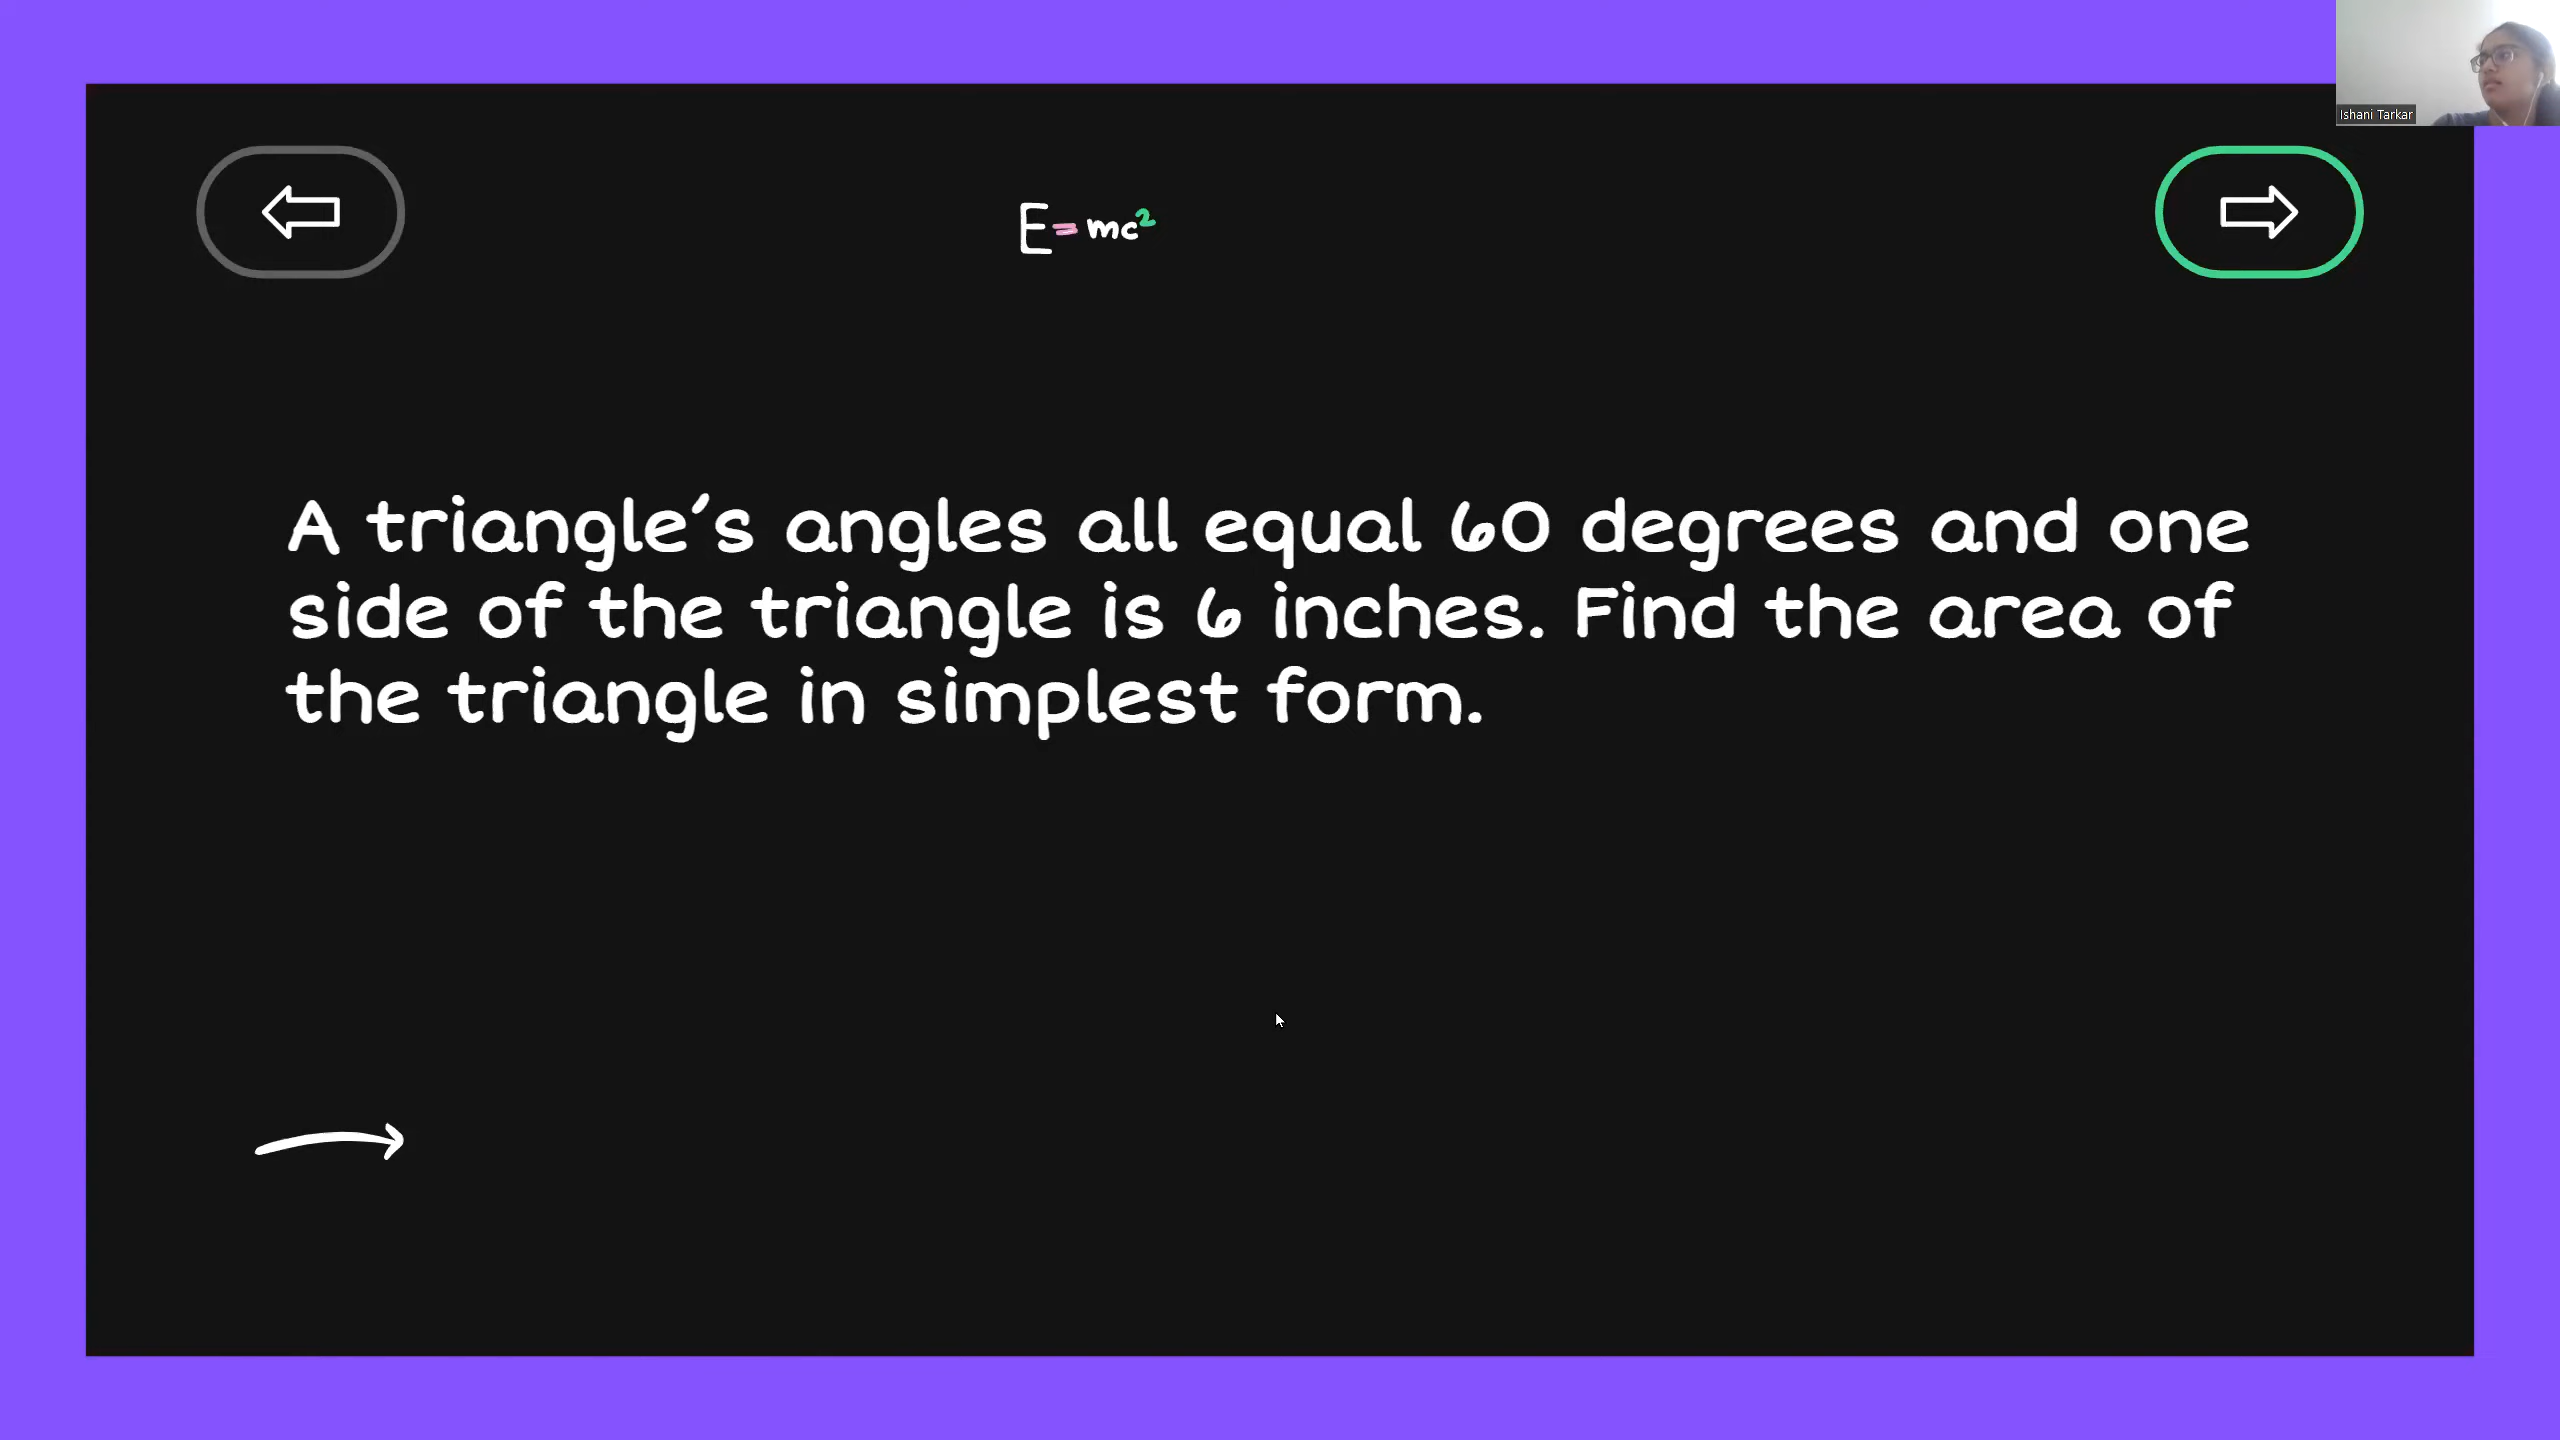 Ishani Tarkar
E=mc²
A triangle's angles all equal 60 degrees and one
side of the triangle is 6 inches. Find the area of
the triangle in simplest form.